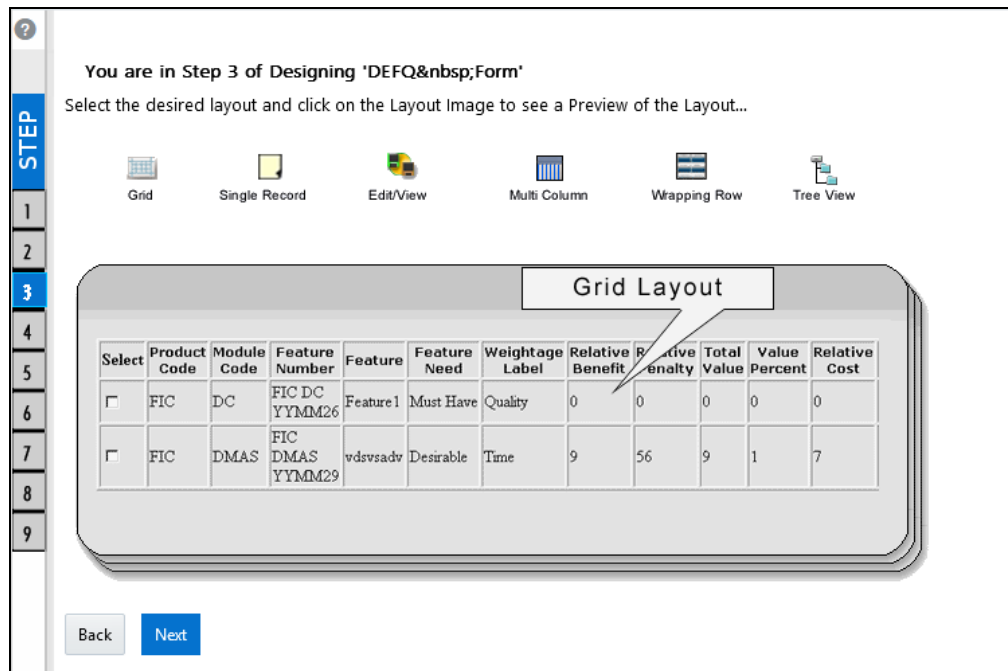 ?
STEP
1
2
3
4
5
6
7
8
9
You are in Step 3 of Designing 'DEFQ&nbsp;Form'
Select the desired layout and click on the Layout Image to see a Preview of the Layout...
Grid Single Record Edit/View Multi Column Wrapping Row Tree View
Grid Layout
Select Product Code Module Code Feature Number Feature Feature Need Weightage Label Relative Benefit Total Value Value Percent Relative Cost
FIC DC FIC DC YYMM26 Feature1 Must Have Quality 0 0 0 0 0
FIC DMAS FIC DMAS YYMM29 vdsvsadv Desirable Time 9 56 9 1 7
Back Next